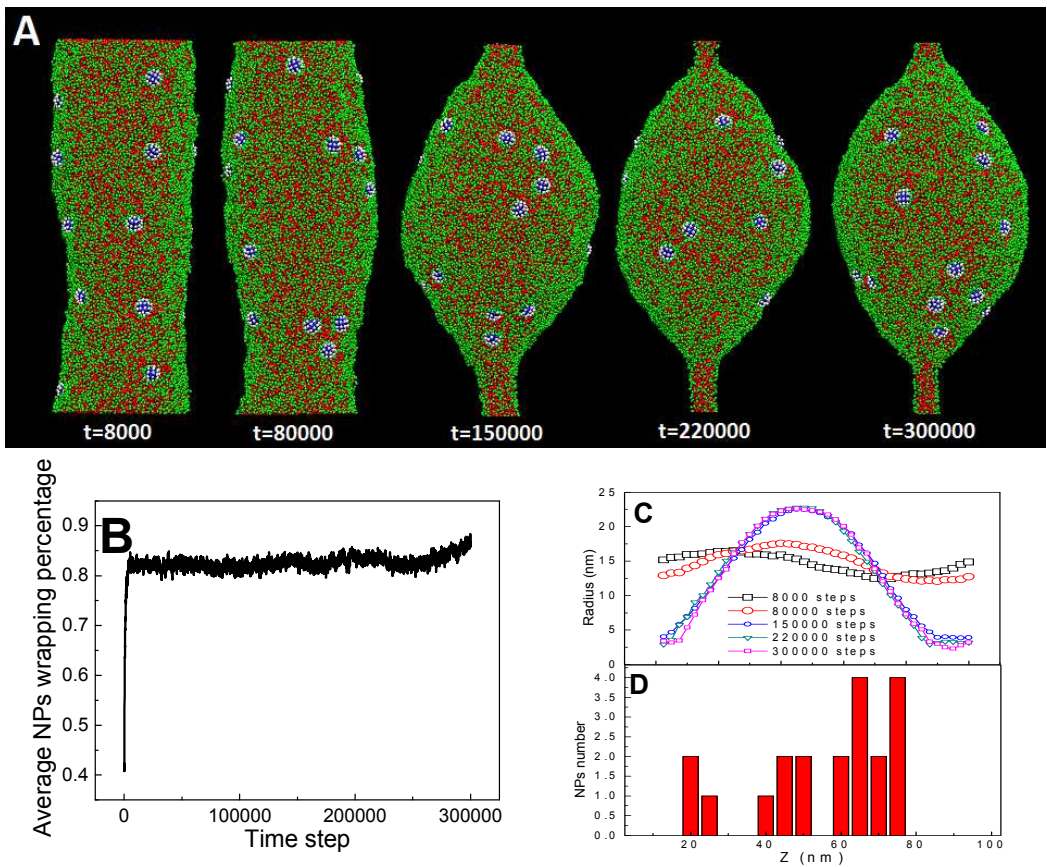 A
t=8000
t=80000
t=150000
t=220000
t=300000
B
Average NPs wrapping percentage
0.9
0.8
0.7
0.6
0.5
0.4
0
100000
200000
300000
Time step
C
Radius (nm)
25
20
15
10
5
0
8000 steps
80000 steps
150000 steps
220000 steps
300000 steps
D
NPs number
4.0
3.5
3.0
2.5
2.0
1.5
1.0
0.5
0.0
20
40
60
80
100
Z (nm)